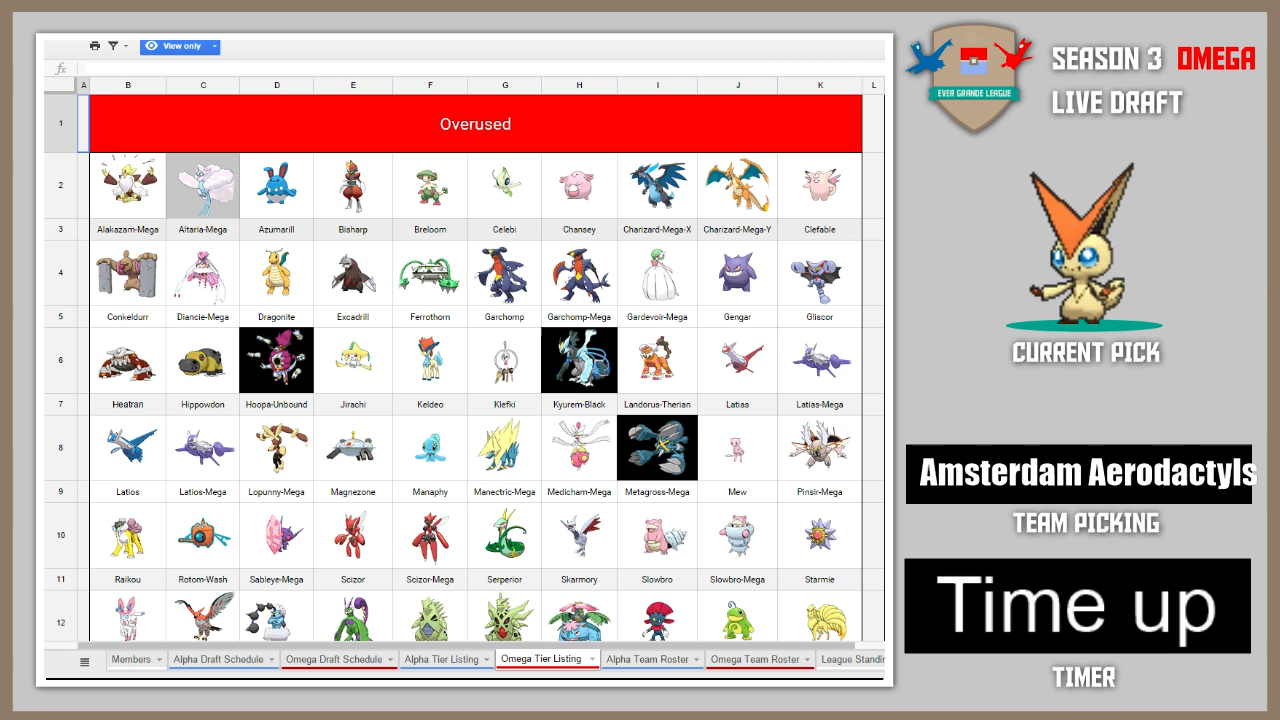 View only
fx
A B C D E F G H I J K L
1 Overused
2
3 Alakazam-Mega Altaria-Mega Azumarill Bisharp Breloom Celebi Chansey Charizard-Mega-X Charizard-Mega-Y Clefable
4
5 Conkeldurr Diancie-Mega Dragonite Excadrill Ferrothorn Garchomp Garchomp-Mega Gardevoir-Mega Gengar Gliscor
6
7 Heatran Hippowdon Hoopa-Unbound Jirachi Keldeo Klefki Kyurem-Black Landorus-Therian Latias Latias-Mega
8
9 Latios Latios-Mega Lopunny-Mega Magnezone Manaphy Manectric-Mega Medicham-Mega Metagross-Mega Mew Pinsir-Mega
10
11 Raikou Rotom-Wash Sableye-Mega Scizor Scizor-Mega Serperior Skarmory Slowbro Slowbro-Mega Starmie
12
Members Alpha Draft Schedule Omega Draft Schedule Alpha Tier Listing Omega Tier Listing Alpha Team Roster Omega Team Roster League Standin
EVER GRANDE LEAGUE
SEASON 3 OMEGA
LIVE DRAFT
CURRENT PICK
Amsterdam Aerodactyls
TEAM PICKING
Time up
TIMER